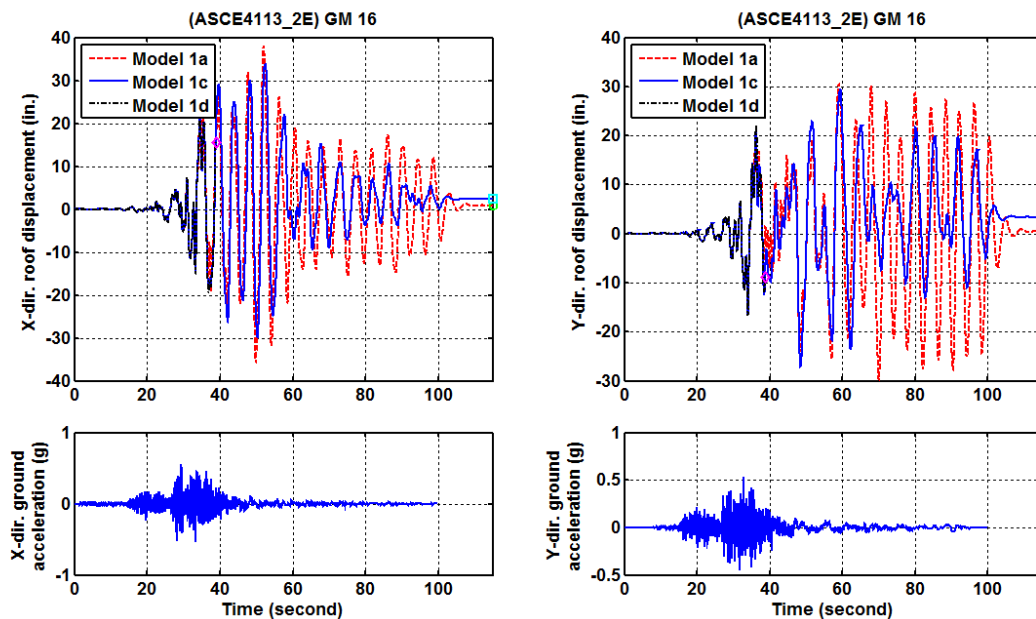 (ASCE4113_2E) GM 16
X-dir. roof displacement (in.)
40
30
20
10
0
-10
-20
-30
-40
Model 1a
Model 1c
Model 1d
0 20 40 60 80 100
(ASCE4113_2E) GM 16
Y-dir. roof displacement (in.)
40
30
20
10
0
-10
-20
-30
Model 1a
Model 1c
Model 1d
0 20 40 60 80 100
X-dir. ground
acceleration (g)
1
0
-1
0 20 40 60 80 100
Time (second)
Y-dir. ground
acceleration (g)
1
0.5
0
-0.5
0 20 40 60 80 100
Time (second)